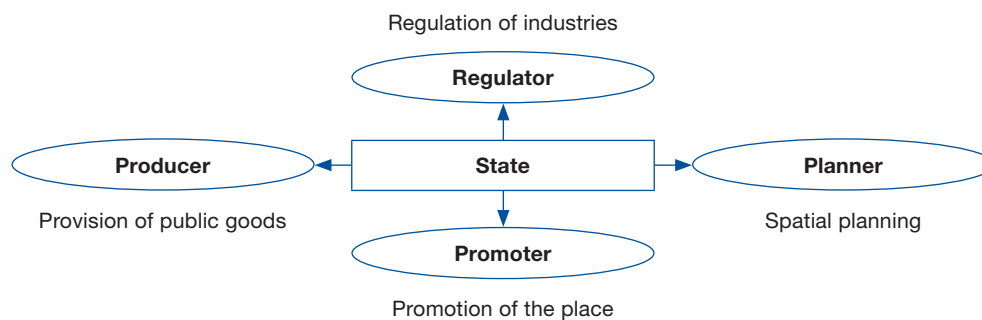 Regulation of industries
Regulator
Producer
State
Planner
Provision of public goods
Spatial planning
Promoter
Promotion of the place